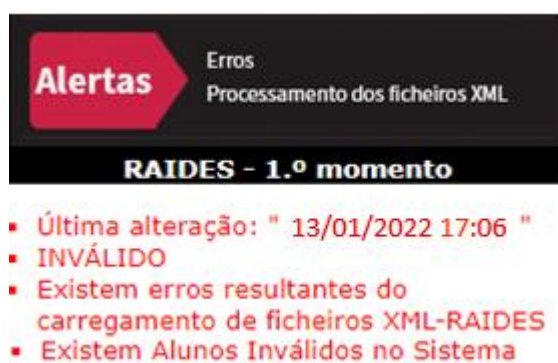 Alertas
Erros
Processamento dos ficheiros XML
RAIDES - 1.º momento
▪ Última alteração: " 13/01/2022 17:06 "
▪ INVÁLIDO
▪ Existem erros resultantes do
carregamento de ficheiros XML-RAIDES
▪ Existem Alunos Inválidos no Sistema